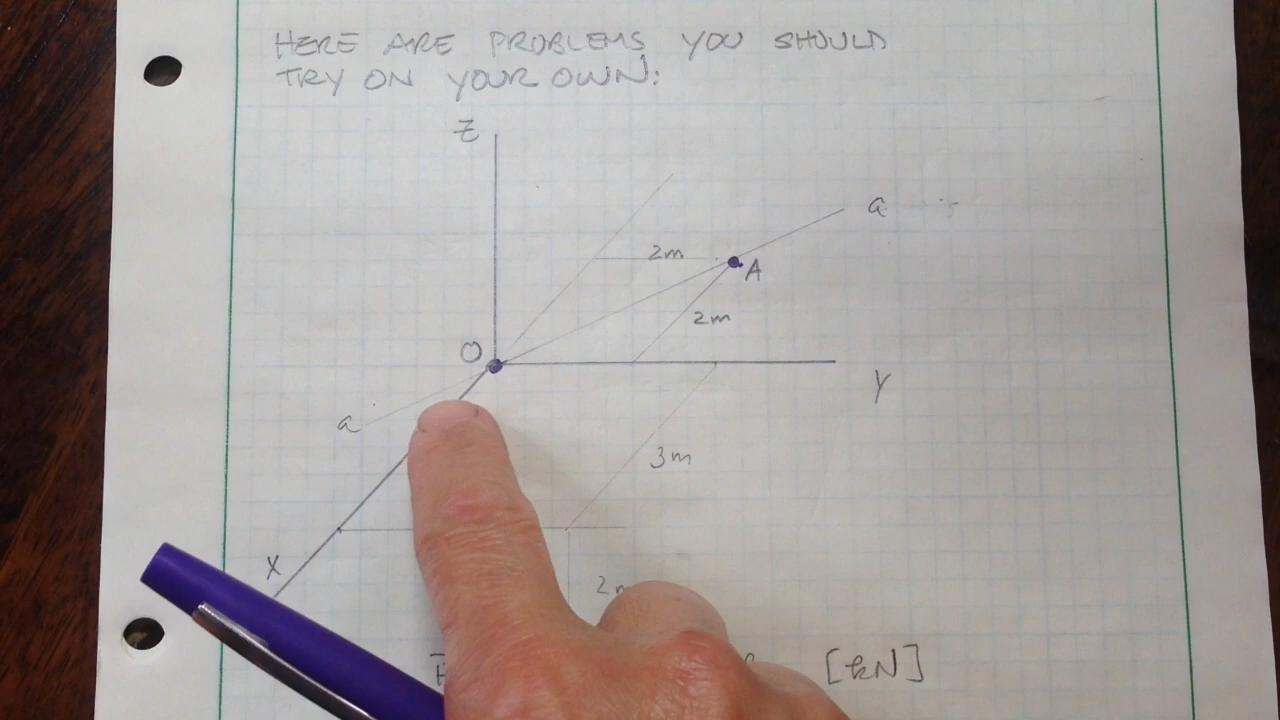 HERE ARE PROBLEMS YOU SHOULD
TRY ON YOUR OWN:
Z
a
2m
A
2m
O
Y
a
3m
X
[kN]